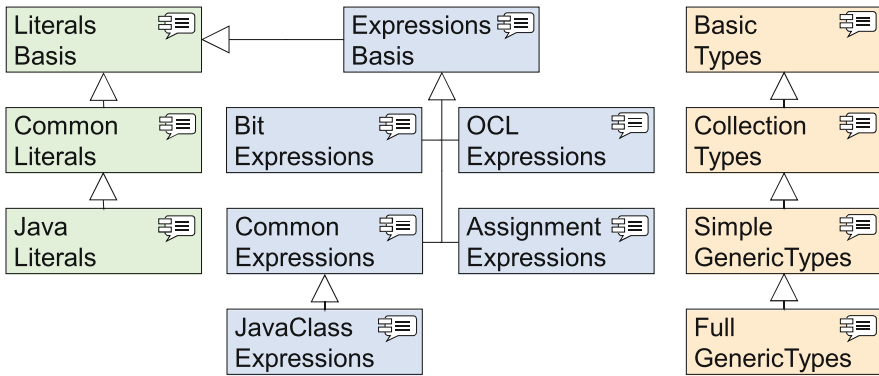 Literals
Basis
Expressions
Basis
Basic
Types
Common
Literals
Bit
Expressions
OCL
Expressions
Collection
Types
Java
Literals
Common
Expressions
Assignment
Expressions
Simple
GenericTypes
JavaClass
Expressions
Full
GenericTypes